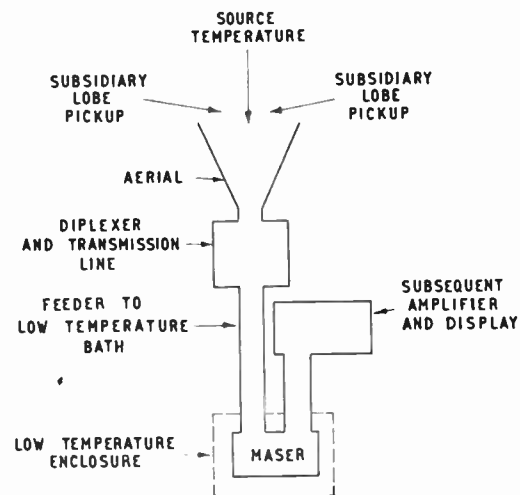 SOURCE
TEMPERATURE
SUBSIDIARY
LOBE
PICKUP
SUBSIDIARY
LOBE
PICKUP
AERIAL
DIPLEXER
AND TRANSMISSION
LINE
FEEDER TO
LOW TEMPERATURE
BATH
SUBSEQUENT
AMPLIFIER
AND DISPLAY
LOW TEMPERATURE
ENCLOSURE
MASER